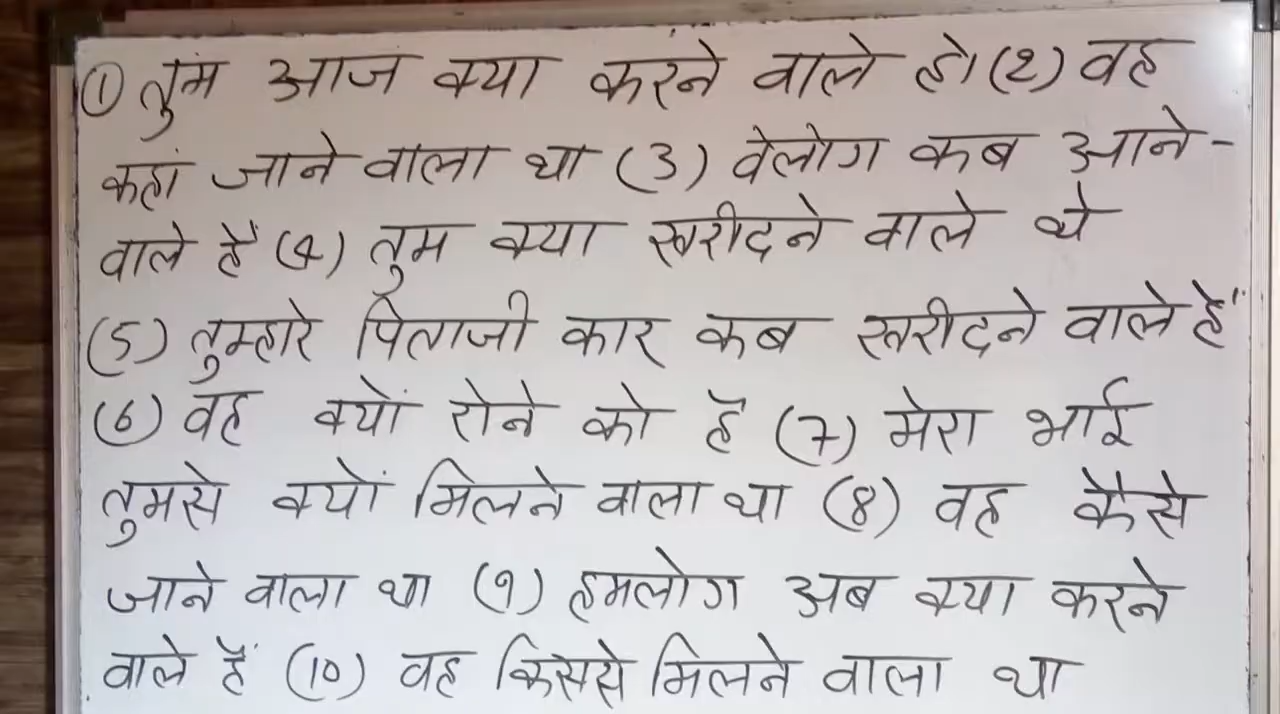 ① तुम आज क्या करने वाले हो। (2) वह
कहां जाने वाला था (3) वेलोग कब आने-
वाले हैं (4) तुम क्या खरीदने वाले थे
(5) तुम्हारे पिताजी कार कब खरीदने वाले हैं
(6) वह क्यों रोने को है (7) मेरा भाई
तुमसे क्यों मिलने वाला था (8) वह कैसे
जाने वाला था (9) हमलोग अब क्या करने
वाले हैं (10) वह किससे मिलने वाला था